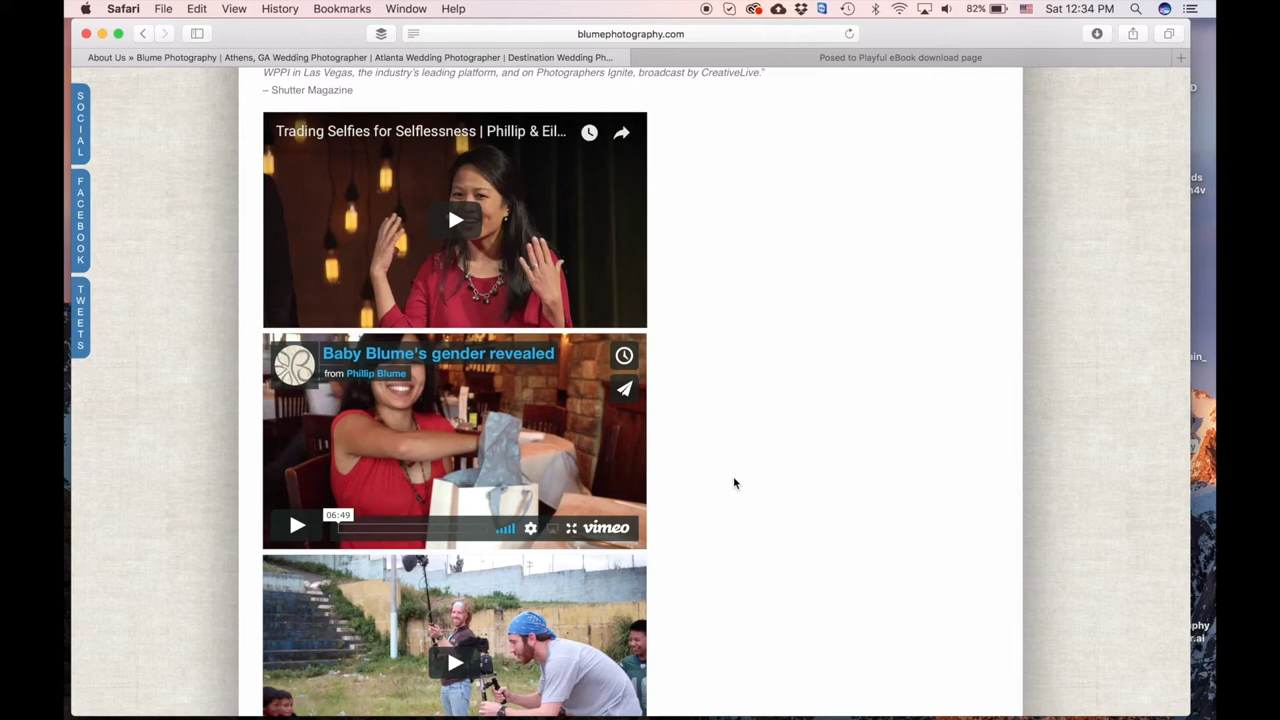 Safari File Edit View History Bookmarks Window Help 82% Sat 12:34 PM
blumephotography.com
About Us » Blume Photography | Athens, GA Wedding Photographer | Atlanta Wedding Photographer | Destination Wedding Ph... Posed to Playful eBook download page
WPPI in Las Vegas, the industry's leading platform, and on Photographers Ignite, broadcast by CreativeLive."
– Shutter Magazine
SOCIAL
FACEBOOK
TWEETS
Trading Selfies for Selflessness | Phillip & Eil...
Baby Blume's gender revealed
from Phillip Blume
06:49
vimeo